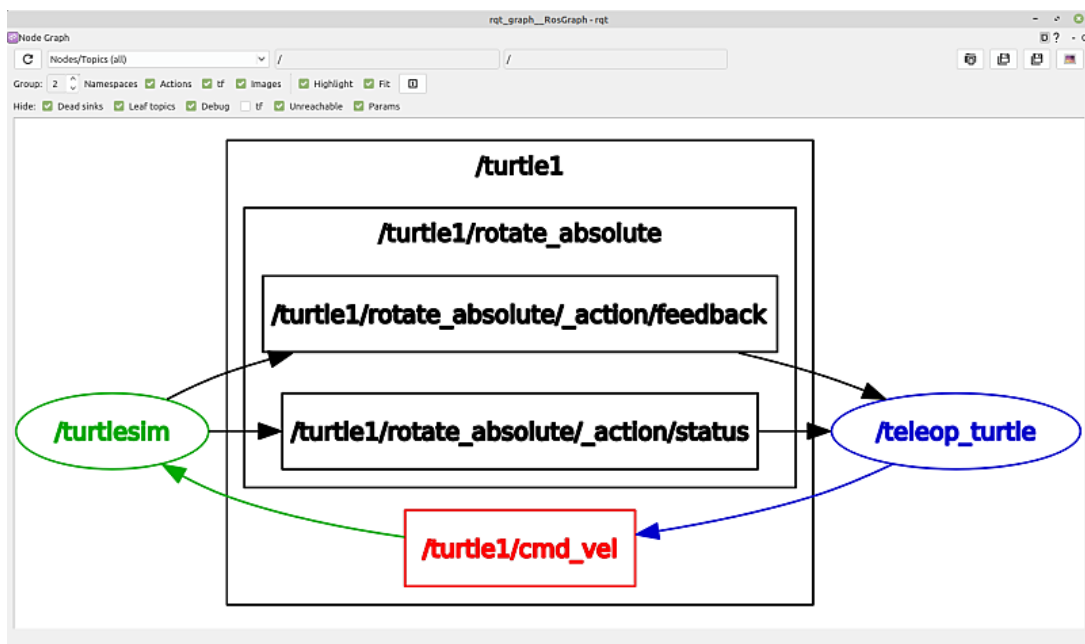 rqt_graph__RosGraph - rqt
Node Graph
D ? - O
C Nodes/Topics (all) / /
Group: 2 Namespaces Actions tf Images Highlight Fit
Hide: Dead sinks Leaf topics Debug tf Unreachable Params
/turtle1
/turtle1/rotate_absolute
/turtle1/rotate_absolute/_action/feedback
/turtlesim
/turtle1/rotate_absolute/_action/status
/teleop_turtle
/turtle1/cmd_vel